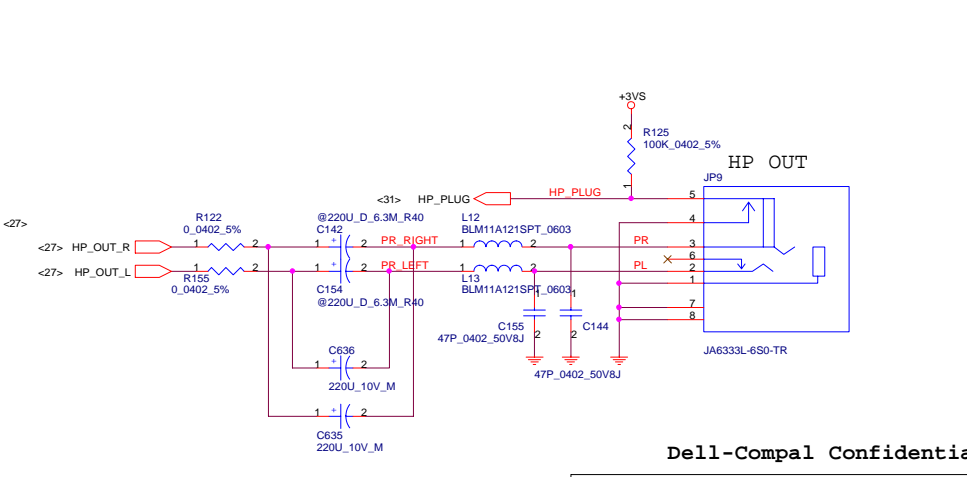 +3VS
2
R125
100K_0402_5%
1
HP OUT
JP9
<31> HP_PLUG
HP_PLUG
5
4
3
6
2
1
7
8
JA6333L-6S0-TR
<27>
R122
0_0402_5%
<27> HP_OUT_R
1 2
<27> HP_OUT_L
1 2
R155
0_0402_5%
@220U_D_6.3M_R40
C142
1 + 2
PR_RIGHT
1 + 2
PR_LEFT
C154
@220U_D_6.3M_R40
L12
BLM11A121SPT_0603
1 2
PR
1 2
PL
L13
BLM11A121SPT_0603
1
1
C155
47P_0402_50V8J
2
2
C144
47P_0402_50V8J
C636
1 + 2
220U_10V_M
1 + 2
C635
220U_10V_M
Dell-Compal Confidentia